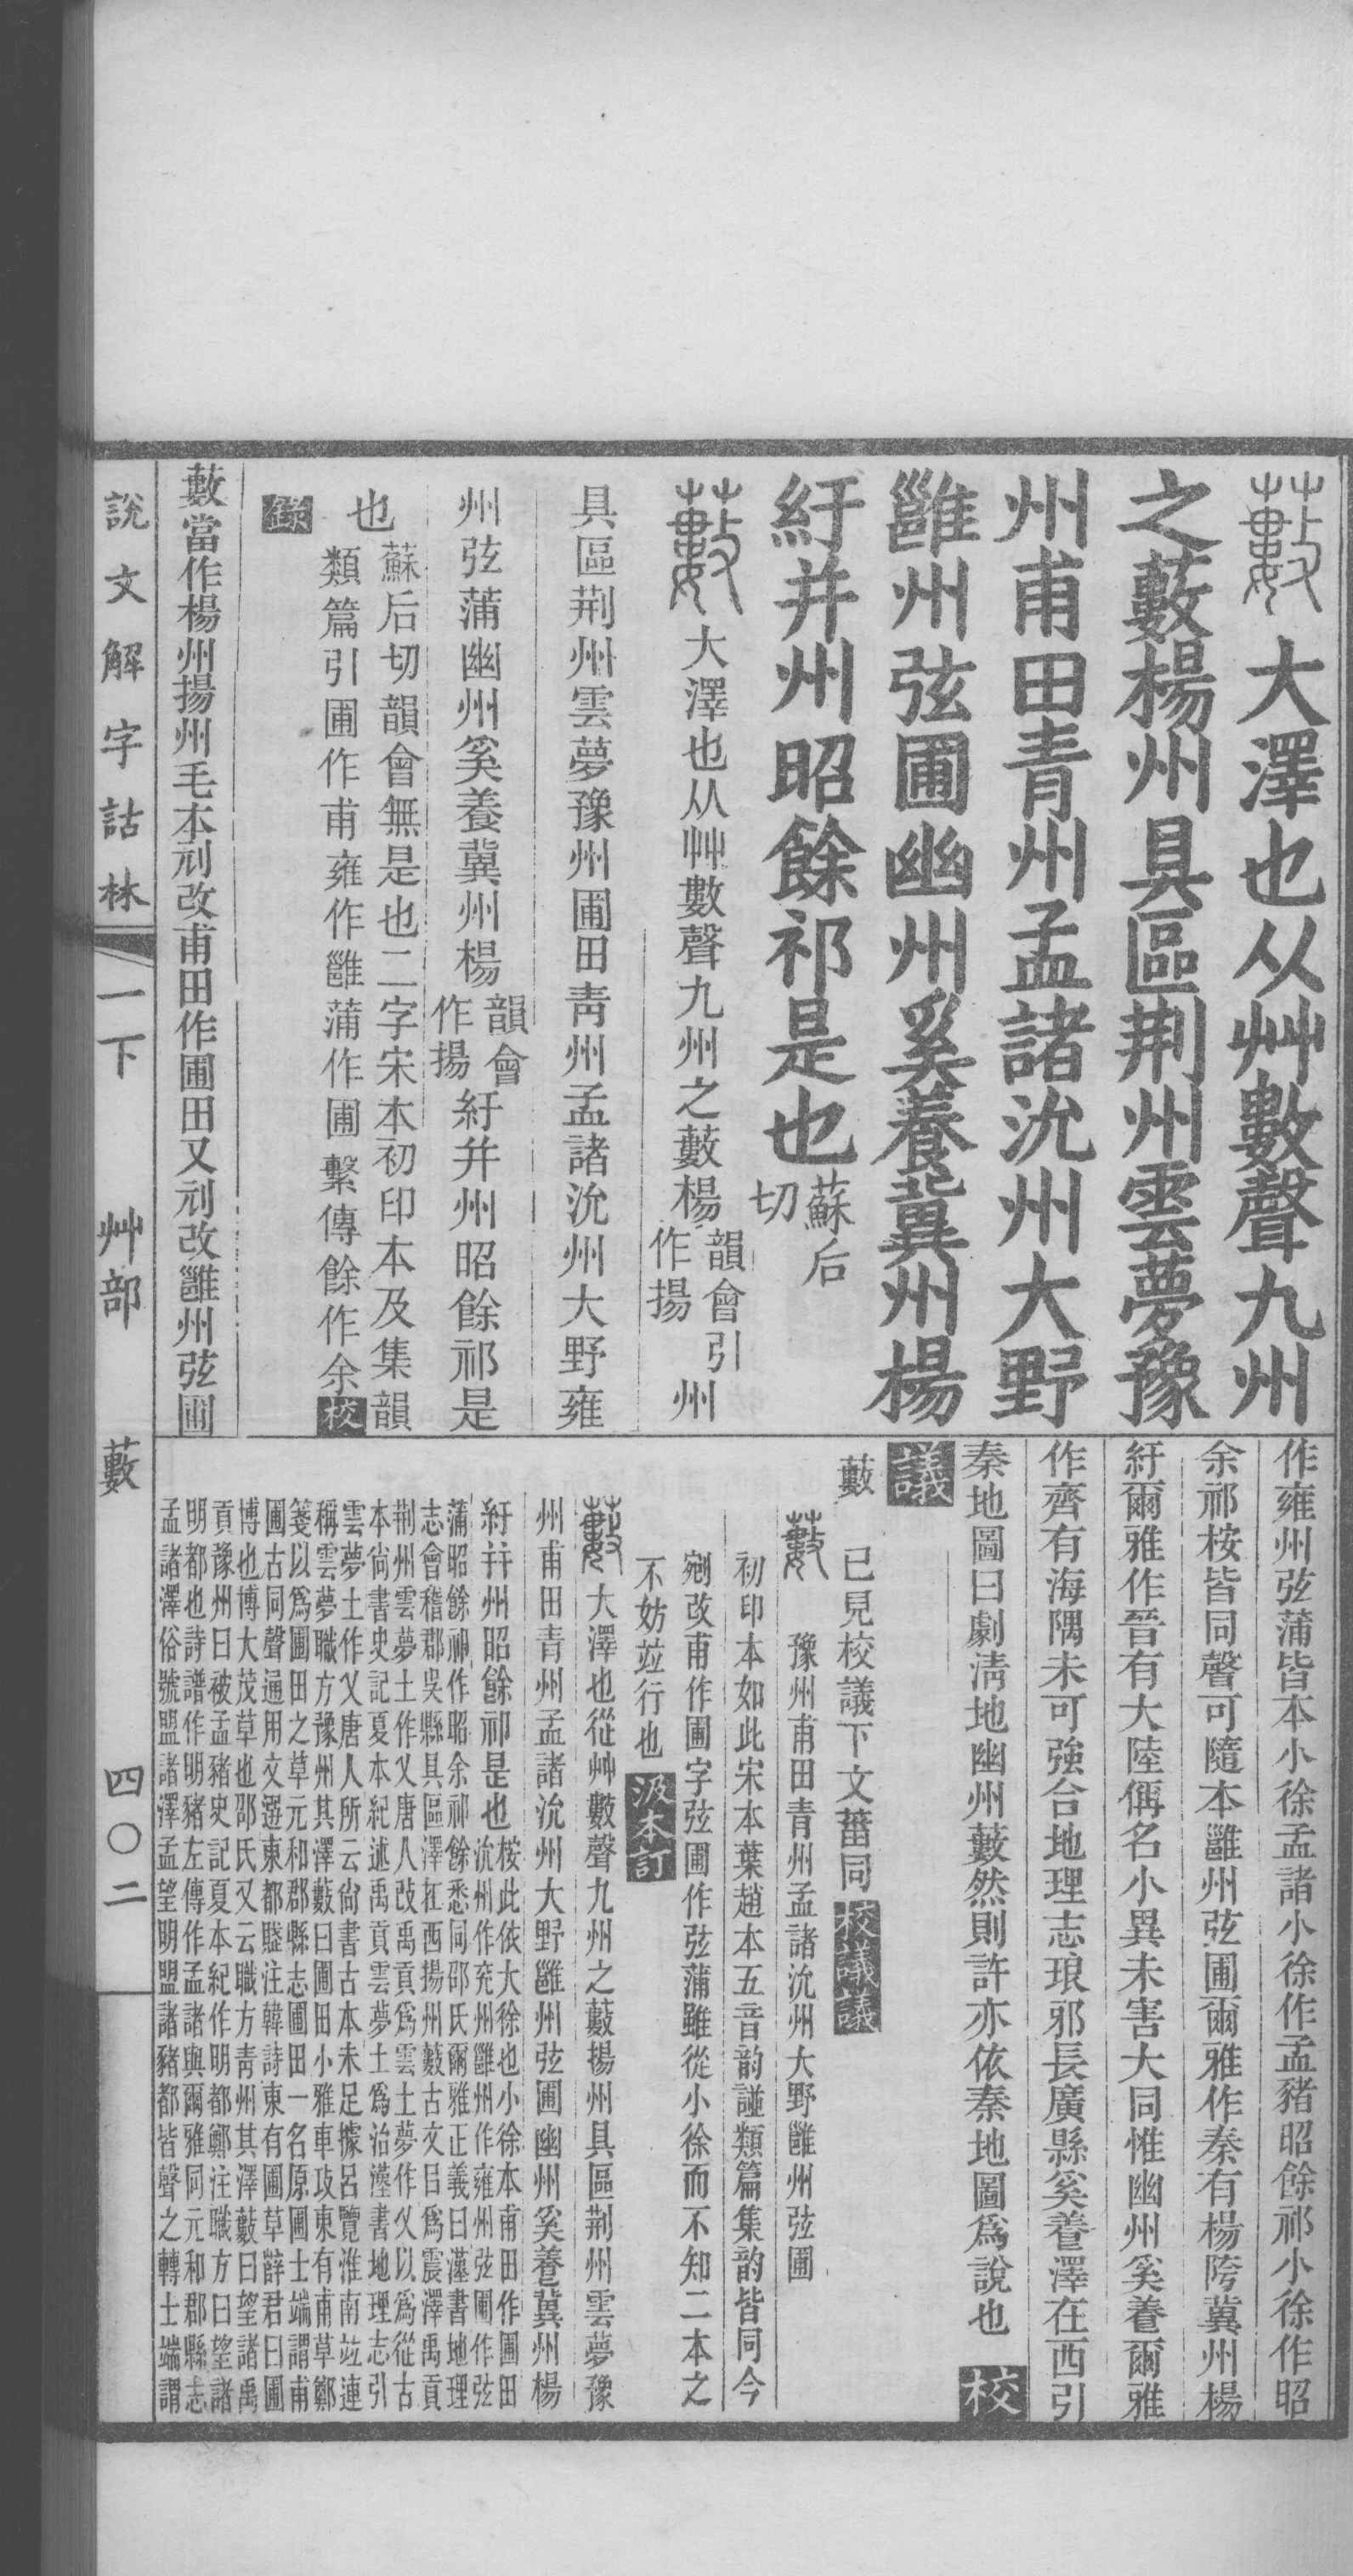 藪 大澤也从艸數聲九州
之藪楊州具區荆州雲夢豫
州甫田青州孟諸沇州大野
雝州弦圃幽州奚養冀州楊
紆并州昭餘祁是也蘇后切
藪 大澤也从艸數聲九州之藪楊韻會引作揚州
具區荆州雲夢豫州圃田靑州孟諸沇州大野雍
州弦蒲幽州奚養冀州楊韻會作揚紆并州昭餘祁是
也蘇后切韻會無是也二字宋本初印本及集韻
類篇引圃作甫雍作雝蒲作圃繫傳餘作余校
錄
藪當作楊州揚州毛本刓改甫田作圃田又刓改雝州弦圃
作雍州弦蒲皆本小徐孟諸小徐作孟豬昭餘祁小徐作昭
余祁桉皆同聲可隨本雝州弦圃爾雅作秦有楊陓冀州楊
紆爾雅作晉有大陸偁名小異未害大同惟幽州奚養爾雅
作齊有海隅未可強合地理志琅邪長廣縣奚養澤在西引
秦地圖曰劇淸地幽州藪然則許亦依秦地圖爲說也 校
議
藪 已見校議下文葘同校議議
藪 豫州甫田青州孟諸沇州大野雝州弦圃
初印本如此宋本葉趙本五音韵譜類篇集韵皆同今
剜改甫作圃字弦圃作弦蒲雖從小徐而不知二本之
不妨竝行也 汲本訂
藪 大澤也從艸數聲九州之藪揚州具區荆州雲夢豫
州甫田青州孟諸沇州大野雝州弦圃幽州奚養冀州楊
紆并州昭餘祁是也桉此依大徐也小徐本甫田作圃田
沇州作兖州雝州作雍州弦圃作弦
蒲昭餘祁作昭余祁餘悉同邵氏爾雅正義曰漢書地理
志會稽郡吳縣具區澤在西揚州藪古文曰爲震澤禹貢
荆州雲夢土作乂唐人改禹貢爲雲土夢作乂以爲從古
本尙書史記夏本紀述禹貢雲夢土爲治漢書地理志引
雲夢土作乂唐人所云尙書古本未足據呂覽淮南竝連
稱雲夢職方豫州其澤藪曰圃田小雅車攻東有甫草鄭
箋以爲圃田之草元和郡縣志圃田一名原圃士端謂甫
圃古同聲通用文選東都賦注韓詩東有圃草薛君曰圃
博也博大茂草也邵氏又云職方青州其澤藪曰望諸禹
貢豫州曰被孟豬史記夏本紀作明都鄭注職方曰望諸
明都也詩譜作明豬左傳作孟諸與爾雅同元和郡縣志
孟諸澤俗號盟諸澤孟望明盟諸豬都皆聲之轉士端謂
說文解字詁林 一下 艸部 藪 四〇二